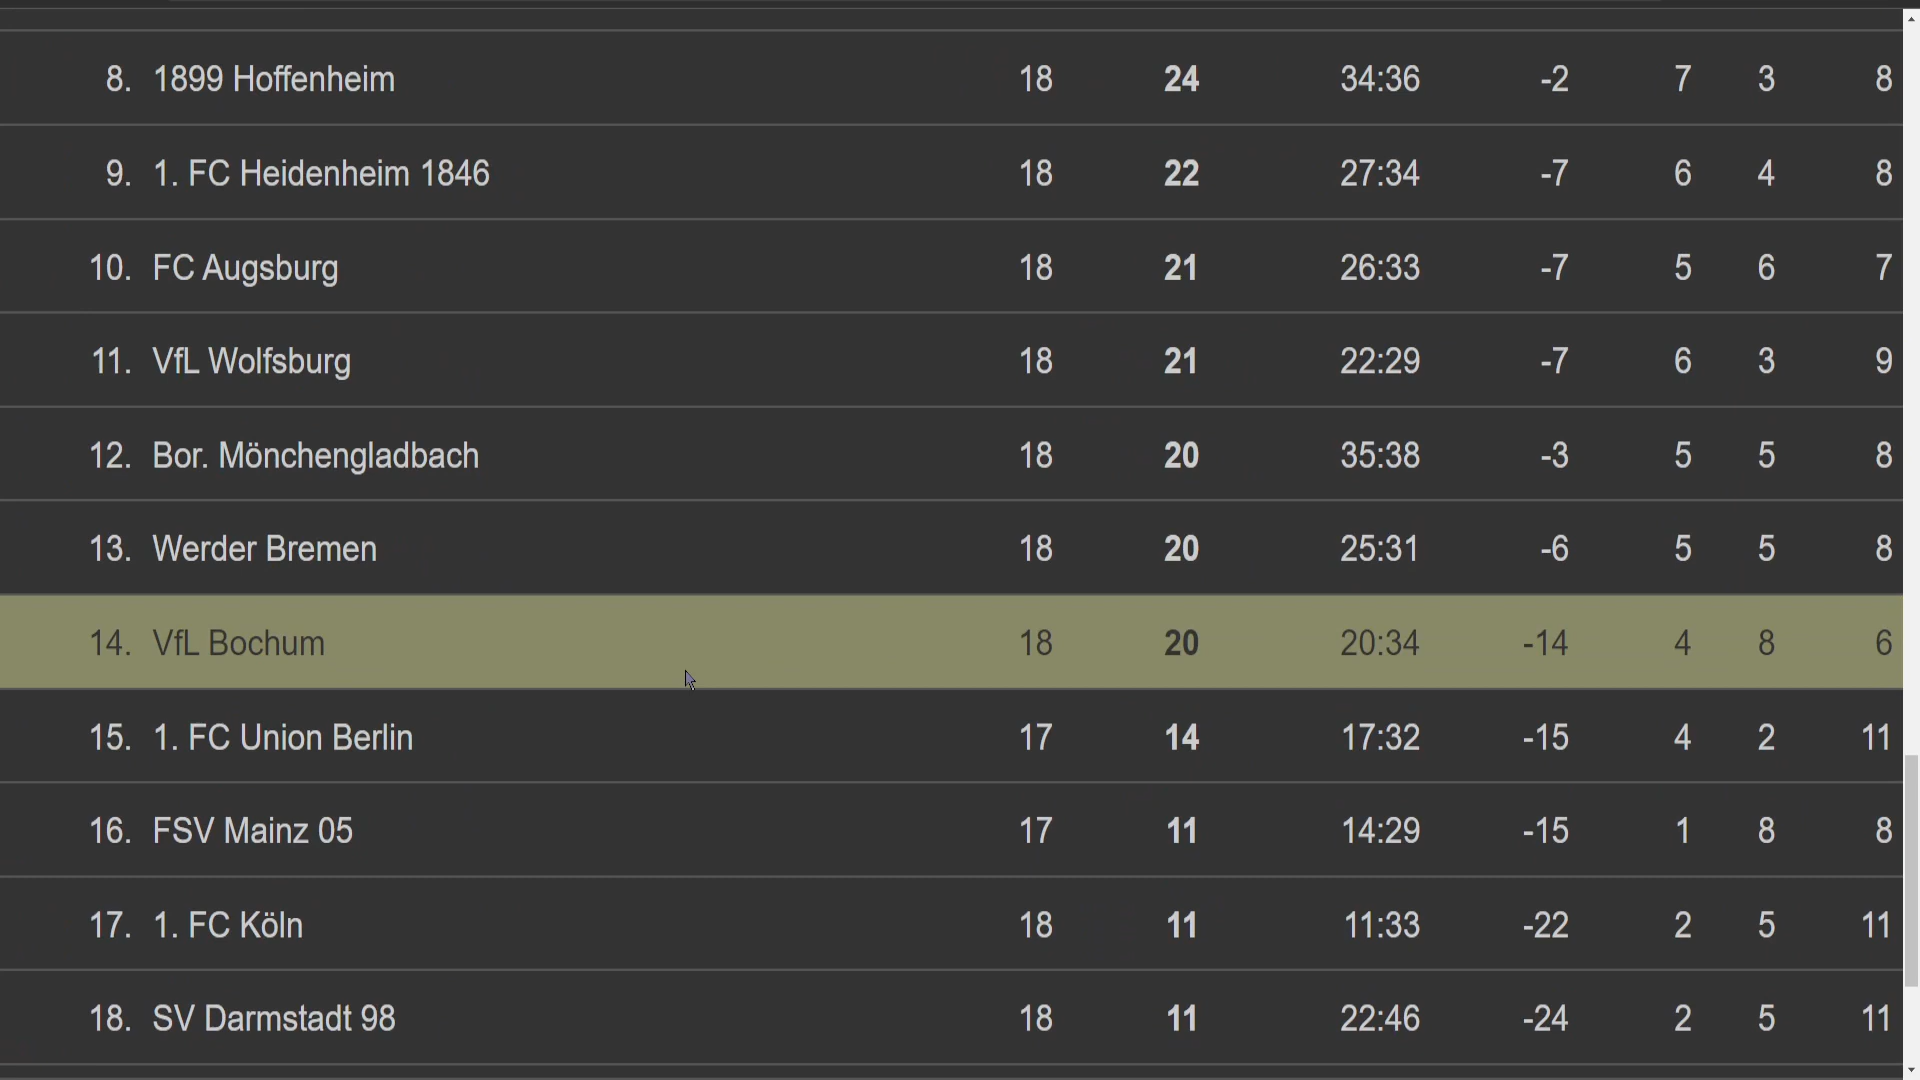 8. 1899 Hoffenheim 18 24 34:36 -2 7 3 8
9. 1. FC Heidenheim 1846 18 22 27:34 -7 6 4 8
10. FC Augsburg 18 21 26:33 -7 5 6 7
11. VfL Wolfsburg 18 21 22:29 -7 6 3 9
12. Bor. Mönchengladbach 18 20 35:38 -3 5 5 8
13. Werder Bremen 18 20 25:31 -6 5 5 8
14. VfL Bochum 18 20 20:34 -14 4 8 6
15. 1. FC Union Berlin 17 14 17:32 -15 4 2 11
16. FSV Mainz 05 17 11 14:29 -15 1 8 8
17. 1. FC Köln 18 11 11:33 -22 2 5 11
18. SV Darmstadt 98 18 11 22:46 -24 2 5 11